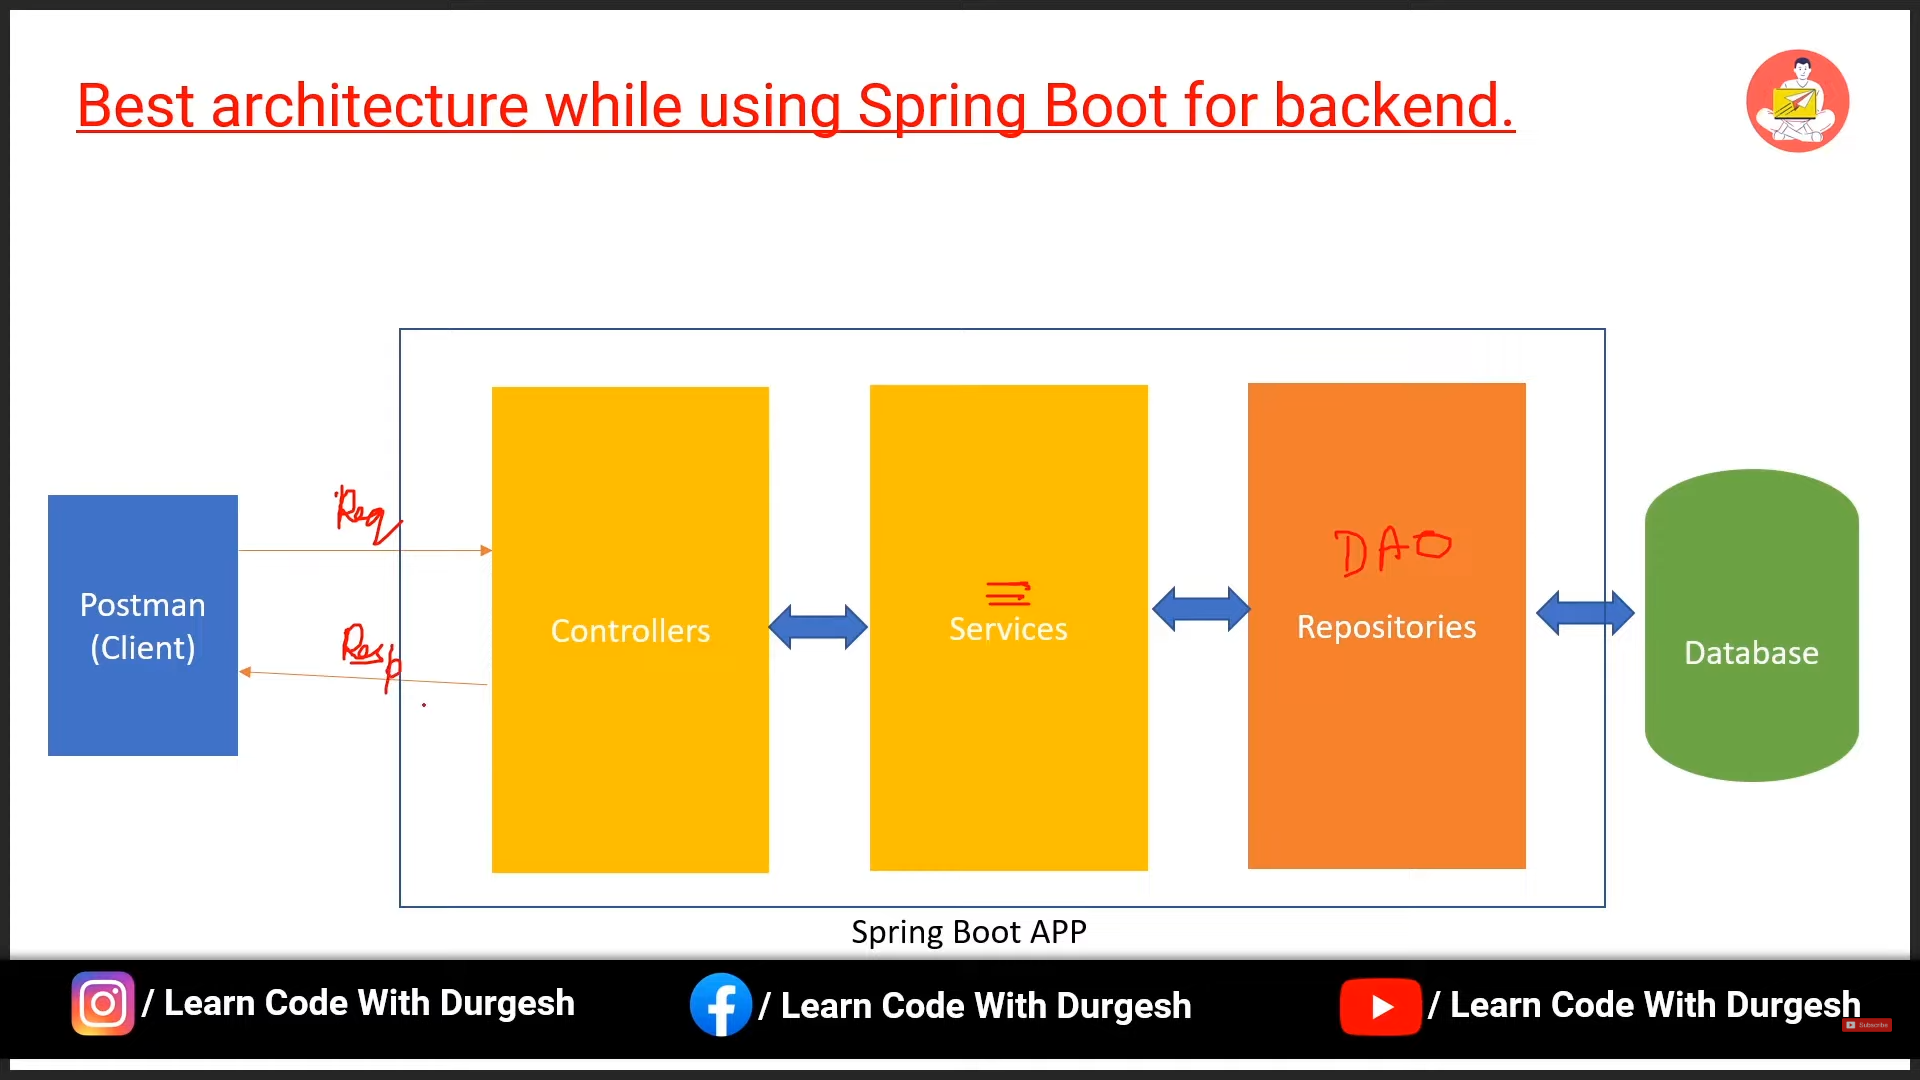 Best architecture while using Spring Boot for backend.
Req
Resp
Postman
(Client)
Controllers
Services
DAO
Repositories
Database
Spring Boot APP
/ Learn Code With Durgesh
/ Learn Code With Durgesh
/ Learn Code With Durgesh
Subscribe